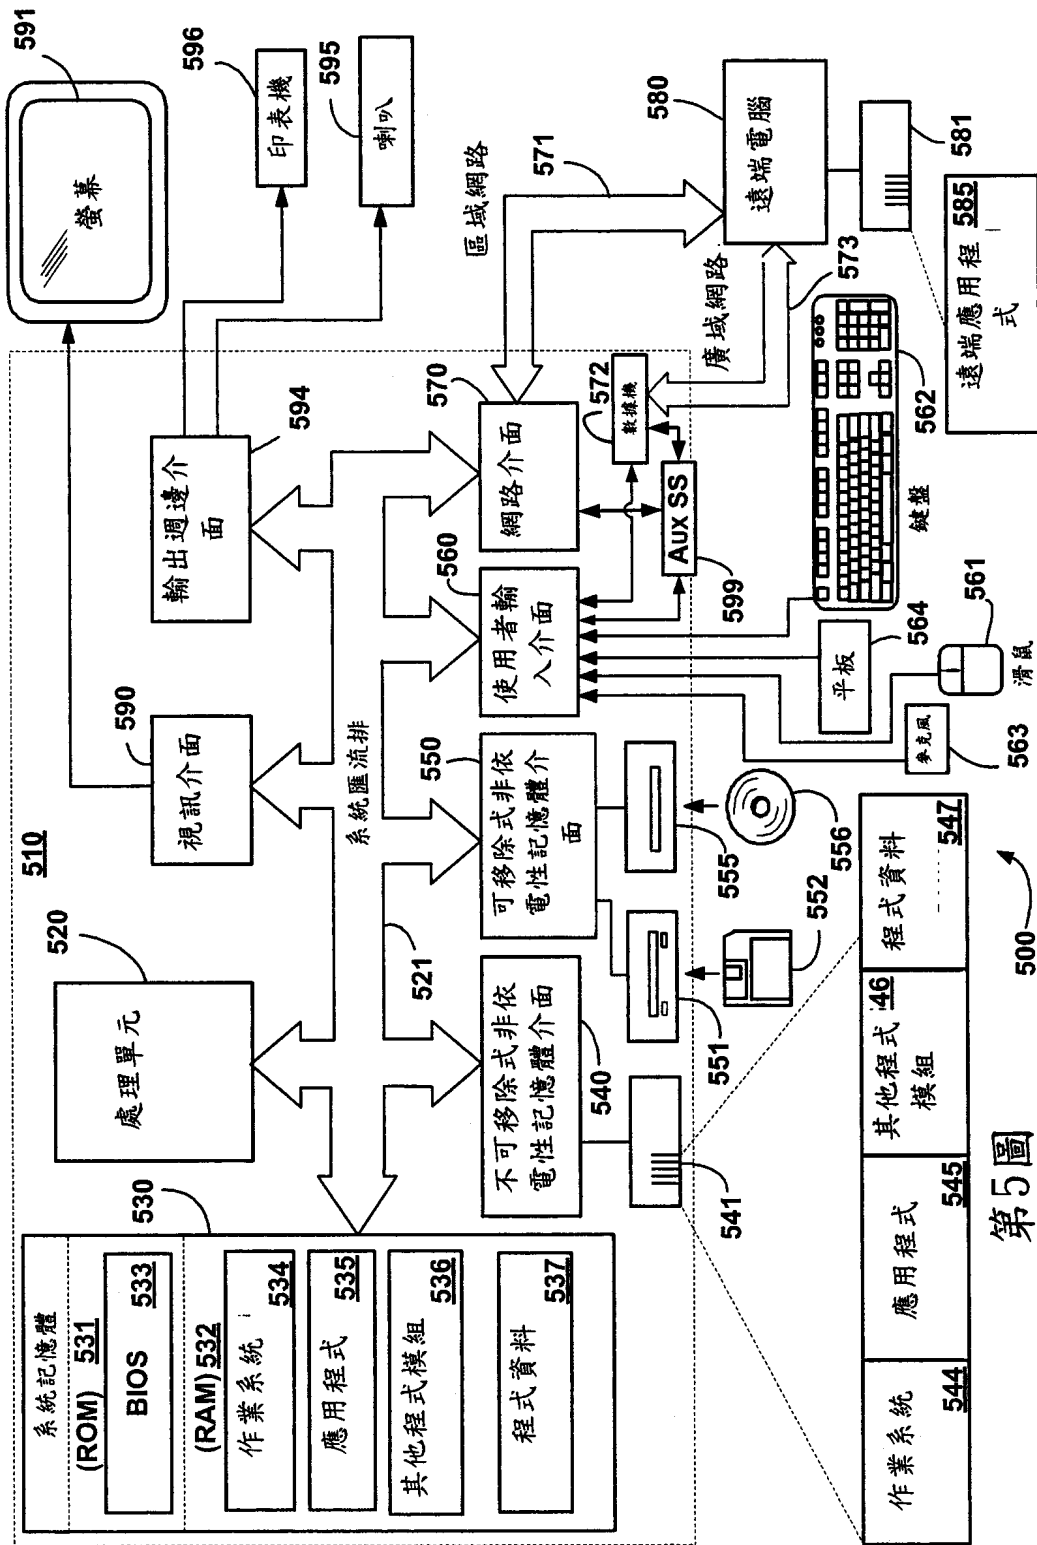 510
系統記憶體
(ROM) 531
BIOS 533
(RAM) 532
作業系統 534
應用程式 535
其他程式模組 536
程式資料 537
530
處理單元
520
視訊介面
590
輸出週邊介
面
594
螢幕
591
印表機
596
喇叭
595
系統匯流排
521
不可移除式非依
電性記憶體介面
540
可移除式非依
電性記憶體介
面
550
使用者輸
入介面
560
網路介面
570
數據機
572
Aux SS
599
區域網路
571
廣域網路
573
遠端電腦
580
581
遠端應用程
式
585
541
551
552
555
556
麥克風
563
滑鼠
561
平板
564
鍵盤
562
作業系統
544
應用程式
545
其他程式
模組
46
程式資料
547
500
第5圖